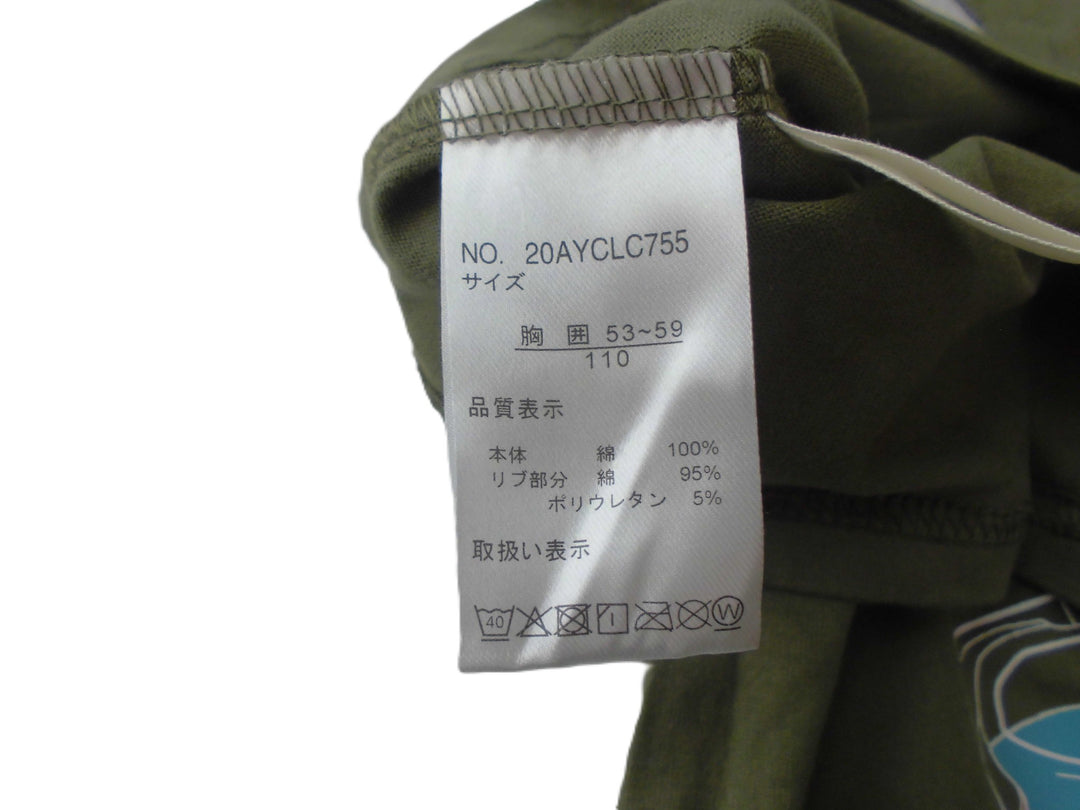 NO. 20AYCLC755
サイズ
胸 囲 53~59
110
品質表示
本体 綿 100%
リブ部分 綿 95%
ポリウレタン 5%
取扱い表示
40 W